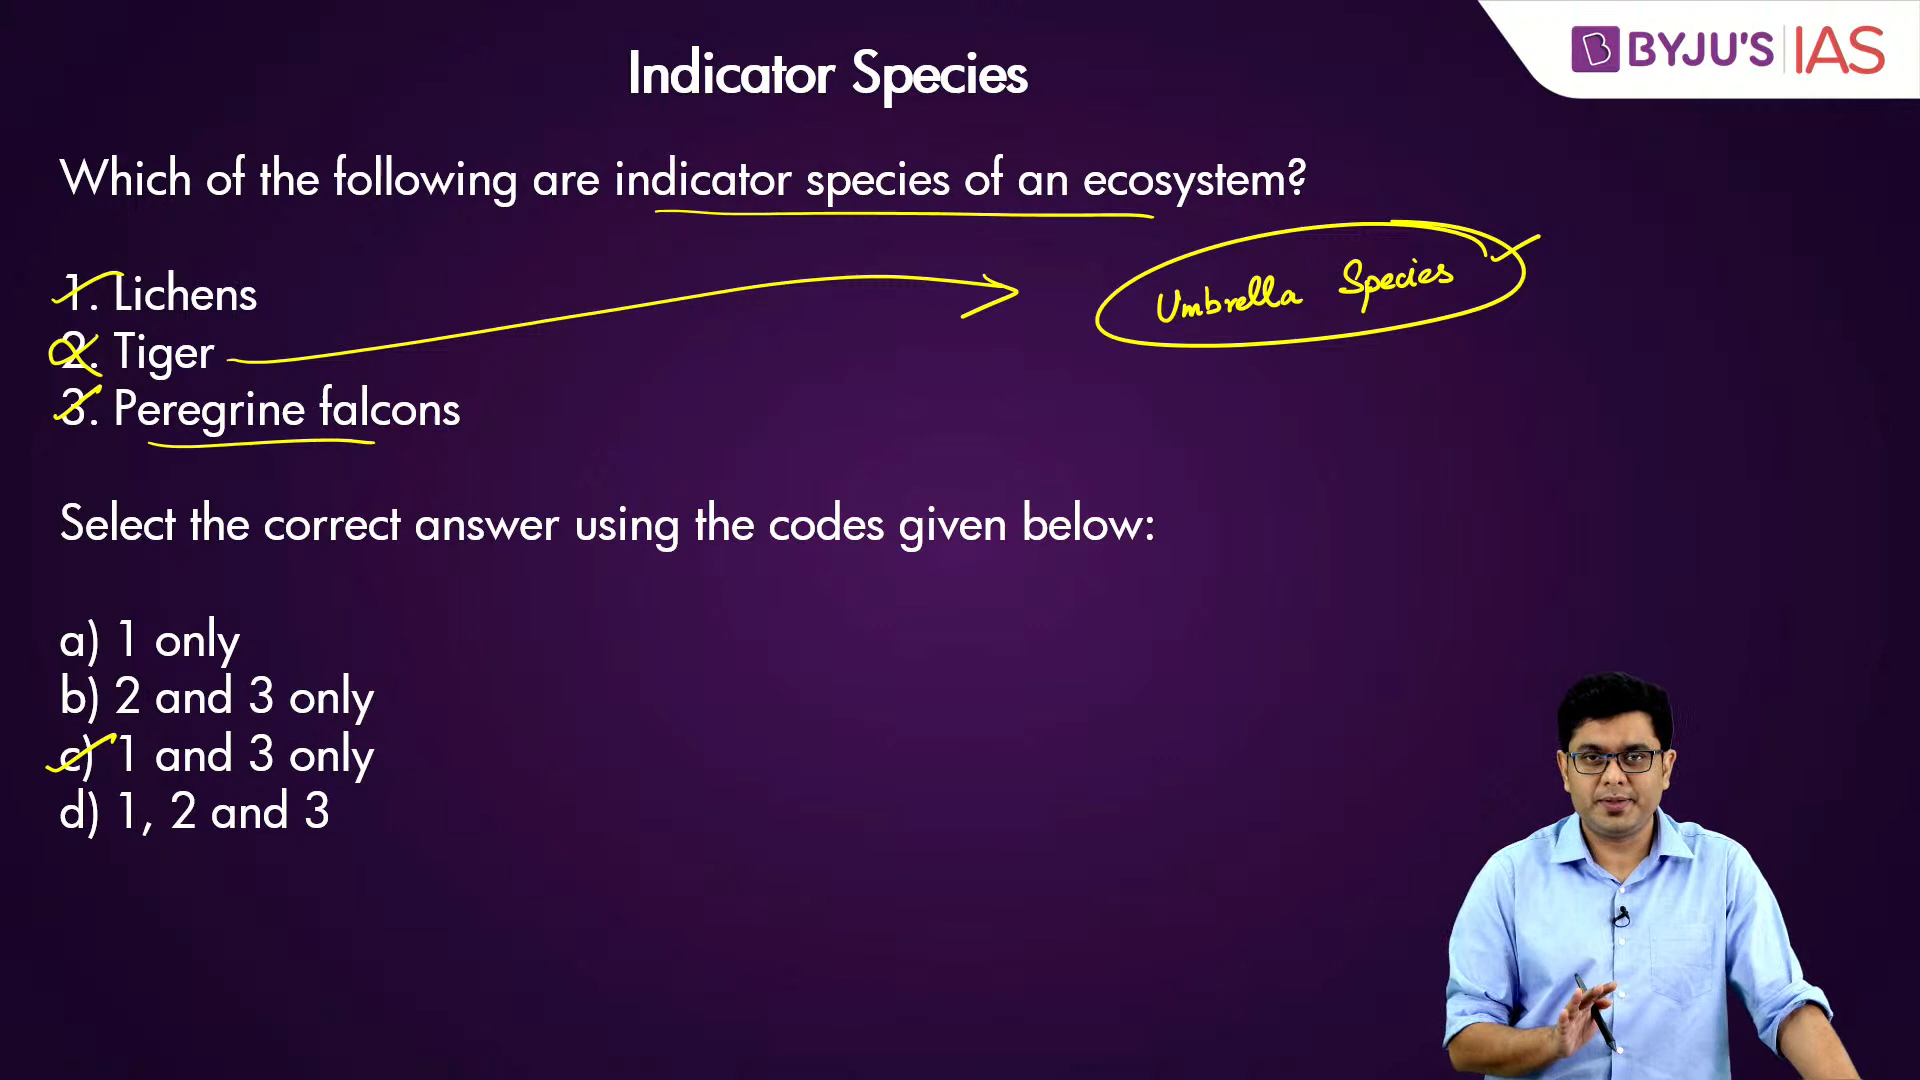 Indicator Species
BYJU'S IAS
Which of the following are indicator species of an ecosystem?
1. Lichens
2. Tiger
3. Peregrine falcons
Umbrella Species
Select the correct answer using the codes given below:
a) 1 only
b) 2 and 3 only
c) 1 and 3 only
d) 1, 2 and 3